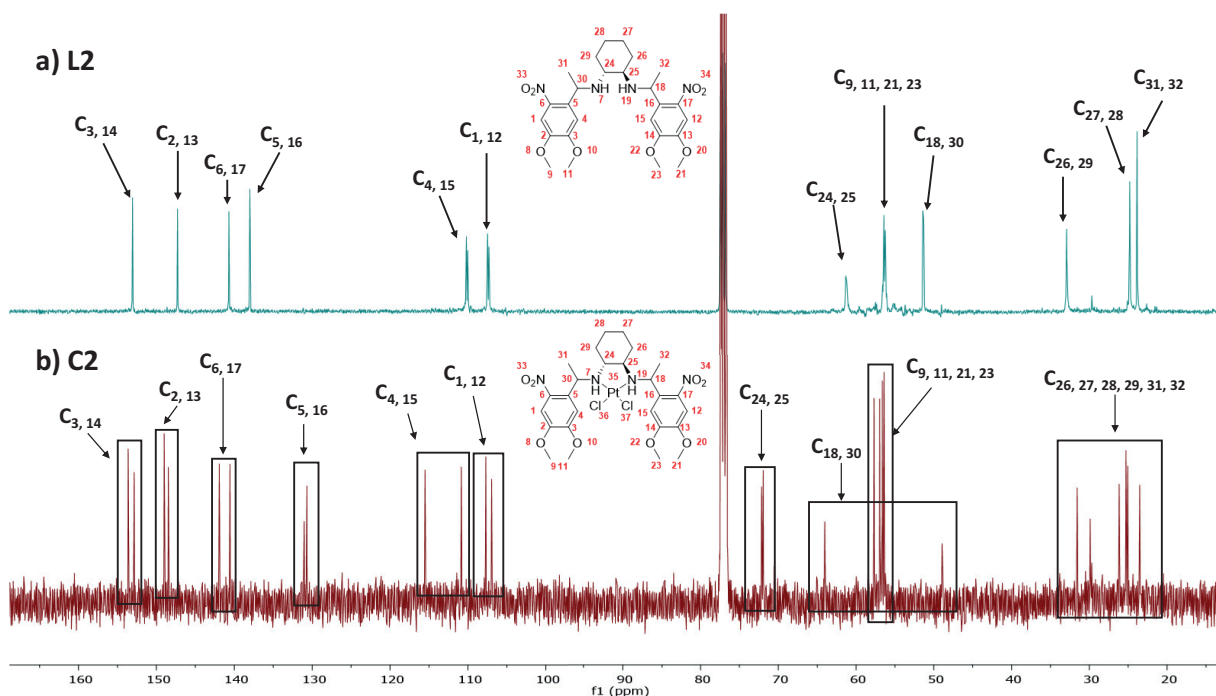 a) L2
C3, 14
C2, 13
C6, 17
C5, 16
C4, 15
C1, 12
28 27
29 26
31 24 25 32
33 30 18 34
O2N NH HN NO2
6 5 7 19 16 17
1 4 15 12
2 3 14 13
8 O O 10 22 O O 20
9 11 23 21
C24, 25
C9, 11, 21, 23
C18, 30
C26, 29
C27, 28
C31, 32
b) C2
C3, 14
C2, 13
C6, 17
C5, 16
C4, 15
C1, 12
28 27
29 26
31 24 25 32
33 7 35 19 34
O2N 30 N N 18 NO2
6 5 H Pt H 16 17
1 4 Cl Cl 15 12
2 3 36 37 14 13
8 O O 10 22 O O 20
9 11 23 21
C24, 25
C18, 30
C9, 11, 21, 23
C26, 27, 28, 29, 31, 32
160 150 140 130 120 110 100 90 80 70 60 50 40 30 20
f1 (ppm)